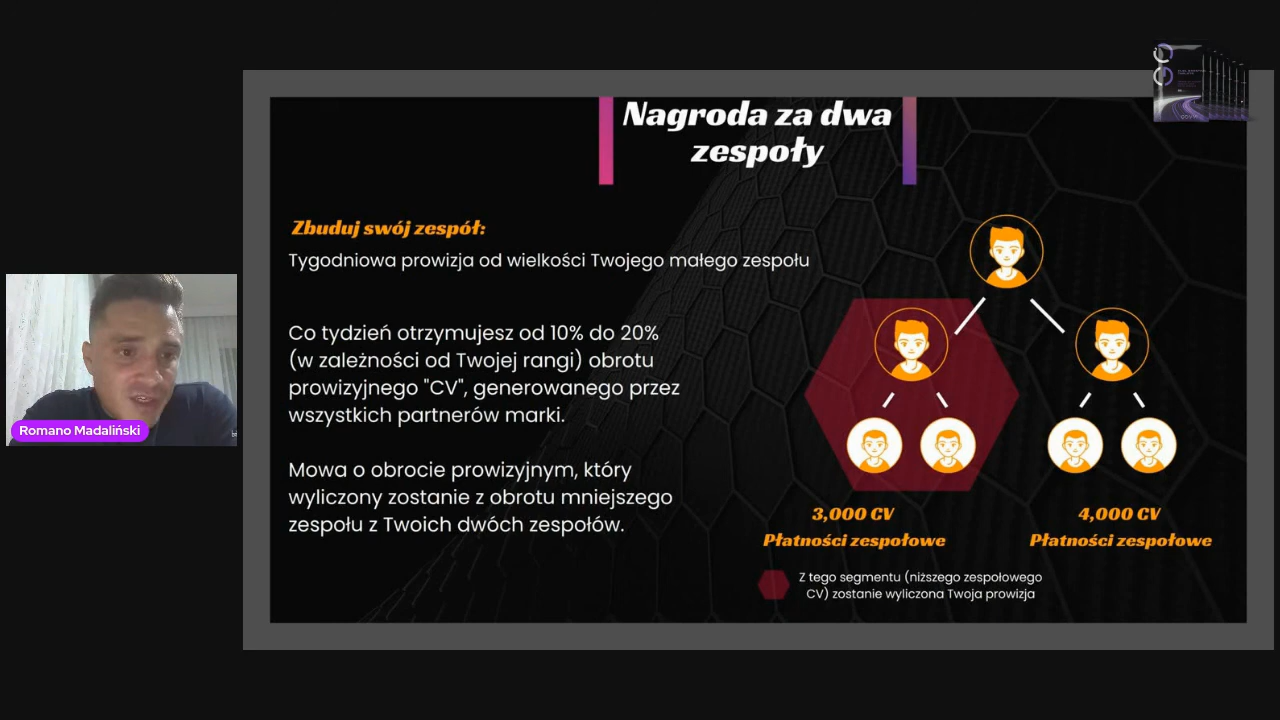 Nagroda za dwa
zespoły
Zbuduj swój zespół:
Tygodniowa prowizja od wielkości Twojego małego zespołu
Co tydzień otrzymujesz od 10% do 20%
(w zależności od Twojej rangi) obrotu
prowizyjnego "CV", generowanego przez
wszystkich partnerów marki.
Mowa o obrocie prowizyjnym, który
wyliczony zostanie z obrotu mniejszego
zespołu z Twoich dwóch zespołów.
3,000 CV
Płatności zespołowe
4,000 CV
Płatności zespołowe
Z tego segmentu (niższego zespołowego
CV) zostanie wyliczona Twoja prowizja
Romano Madaliński